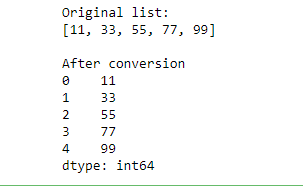 Original list:
[11, 33, 55, 77, 99]
After conversion
0    11
1    33
2    55
3    77
4    99
dtype: int64